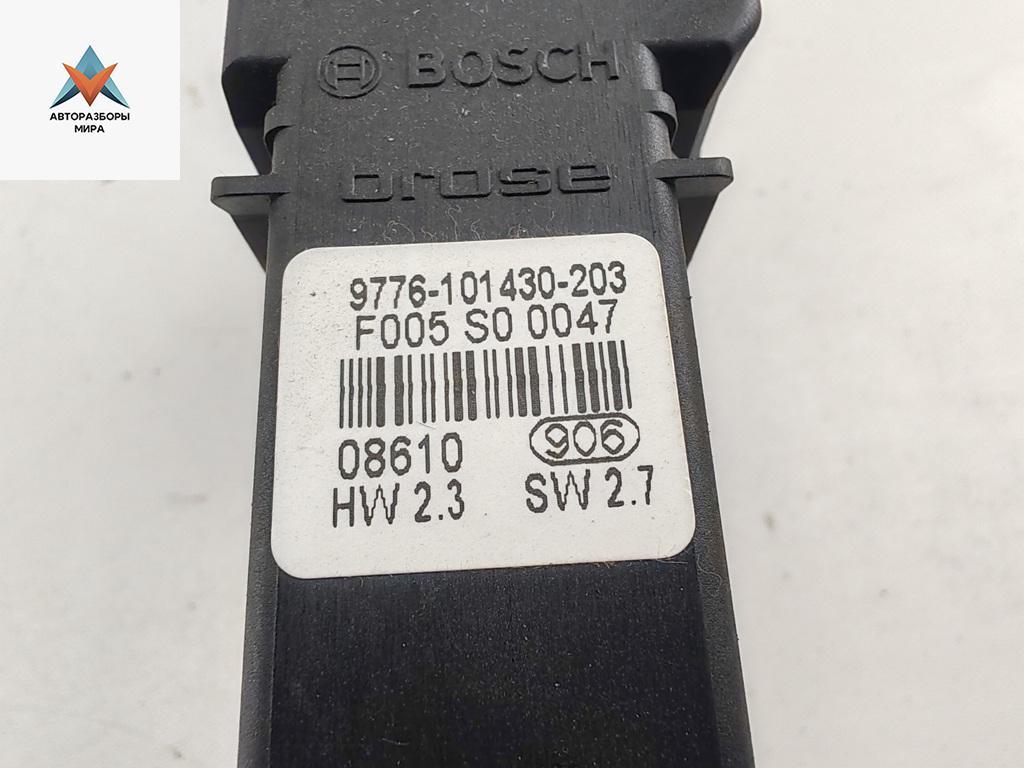 АВТОРАЗБОРЫ
МИРА
BOSCH
brose
9776-101430-203
F005 S0 0047
08610 906
HW 2.3 SW 2.7